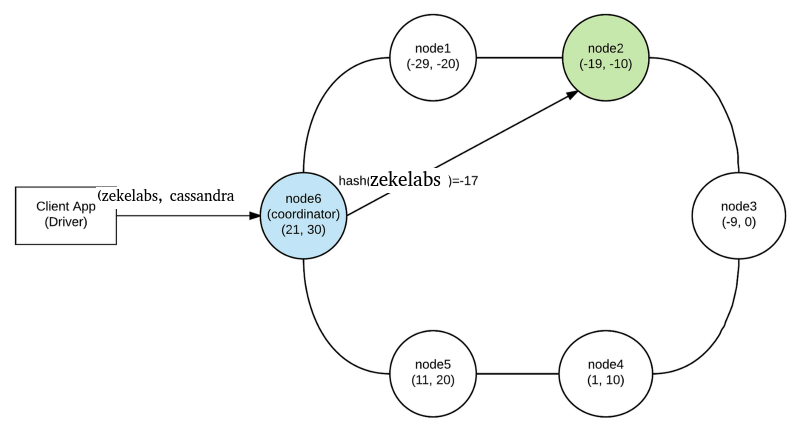 node1
(-29, -20)
node2
(-19, -10)
hash(zekelabs )=-17
(zekelabs, cassandra
Client App
(Driver)
node6
(coordinator)
(21, 30)
node3
(-9, 0)
node5
(11, 20)
node4
(1, 10)